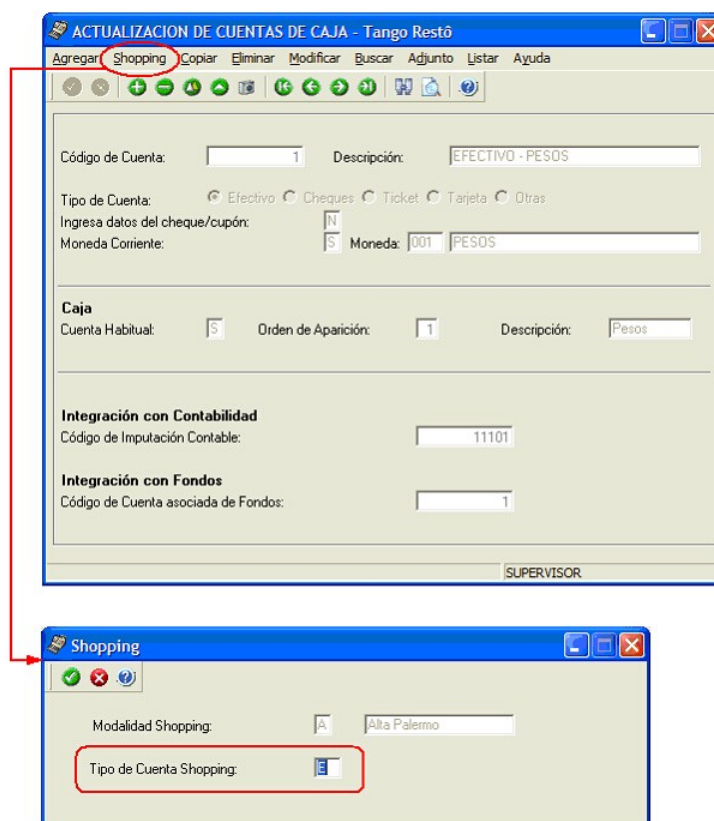 ACTUALIZACION DE CUENTAS DE CAJA - Tango Restô
Agregar Shopping Copiar Eliminar Modificar Buscar Adjunto Listar Ayuda
Código de Cuenta: 1 Descripción: EFECTIVO - PESOS
Tipo de Cuenta: Efectivo Cheques Ticket Tarjeta Otras
Ingresa datos del cheque/cupón: N
Moneda Corriente: S Moneda: 001 PESOS
Caja
Cuenta Habitual: S Orden de Aparición: 1 Descripción: Pesos
Integración con Contabilidad
Código de Imputación Contable: 11101
Integración con Fondos
Código de Cuenta asociada de Fondos: 1
SUPERVISOR
Shopping
Modalidad Shopping: A Alta Palermo
Tipo de Cuenta Shopping: E